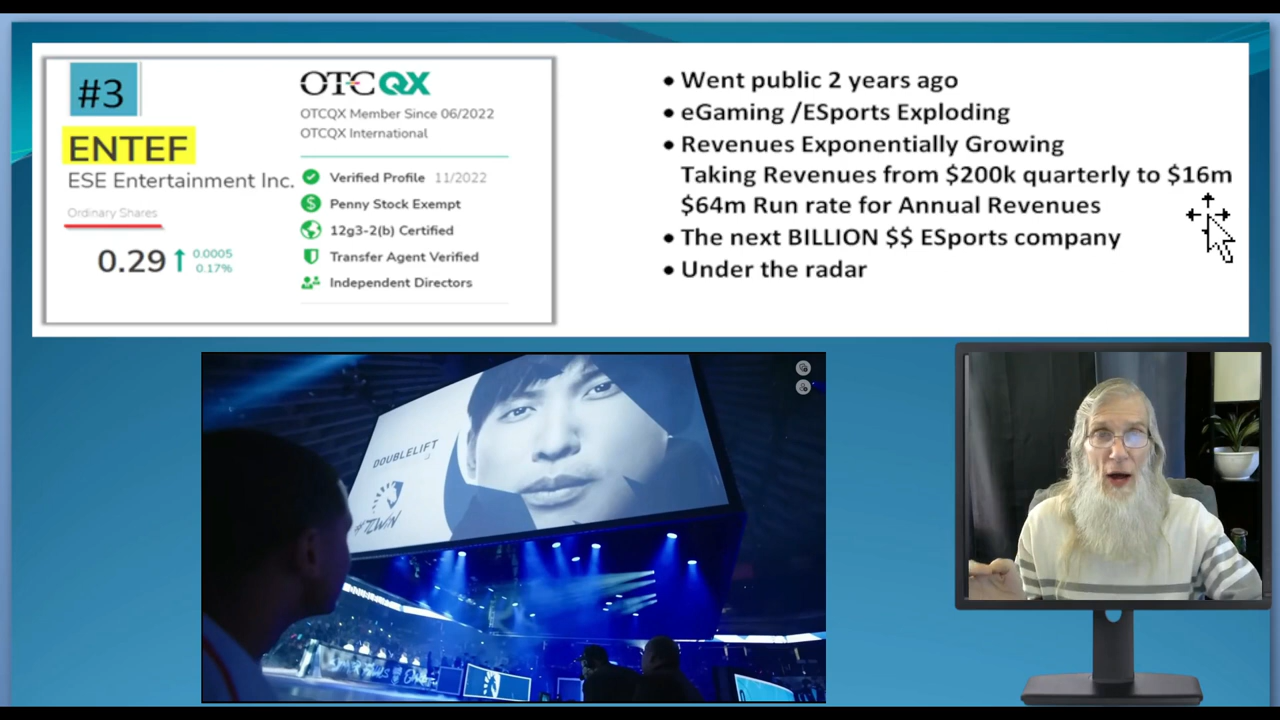 #3
ENTEF
ESE Entertainment Inc.
Ordinary Shares
0.29
0.0005
0.17%
OTCQX
OTCQX Member Since 06/2022
OTCQX International
Verified Profile 11/2022
Penny Stock Exempt
12g3-2(b) Certified
Transfer Agent Verified
Independent Directors
• Went public 2 years ago
• eGaming /ESports Exploding
• Revenues Exponentially Growing
Taking Revenues from $200k quarterly to $16m
$64m Run rate for Annual Revenues
• The next BILLION $$ ESports company
• Under the radar
DOUBLELIFT
#TLWIN